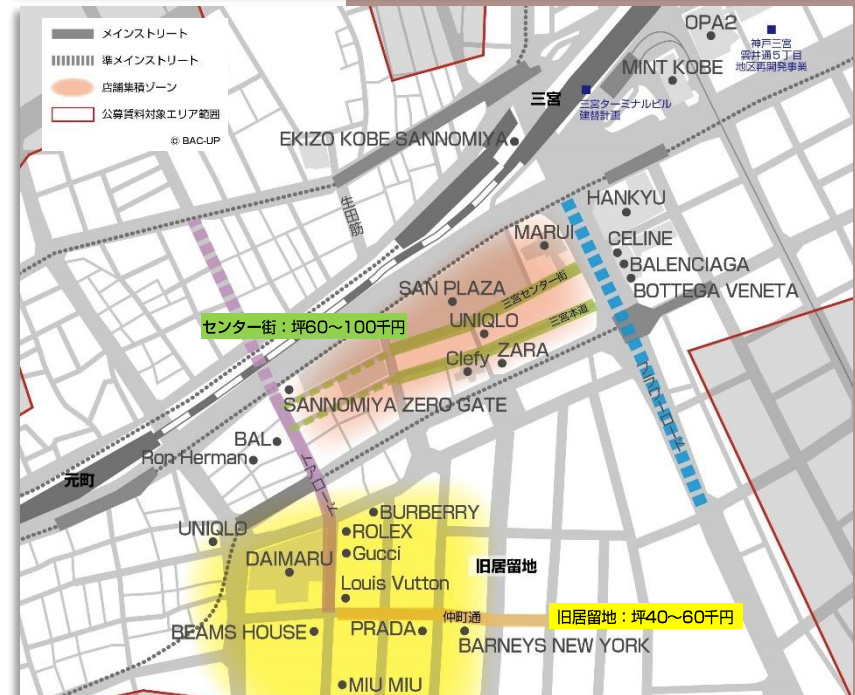 メインストリート
準メインストリート
店舗集積ゾーン
公募賃料対象エリア範囲
© BAC-UP
OPA2
神戸三宮
雲井通5丁目
地区再開発事業
MINT KOBE
三宮
三宮ターミナルビル
建替計画
EKIZO KOBE SANNOMIYA
生田筋
HANKYU
MARUI
CELINE
BALENCIAGA
BOTTEGA VENETA
SAN PLAZA
三宮センター街
UNIQLO
三宮本通
センター街：坪60～100千円
Clefy
ZARA
フラワーロード
SANNOMIYA ZERO GATE
BAL
Ron Herman
トアロード
元町
BURBERRY
UNIQLO
ROLEX
Gucci
DAIMARU
旧居留地
Louis Vutton
仲町通
旧居留地：坪40～60千円
BEAMS HOUSE
PRADA
BARNEYS NEW YORK
MIU MIU